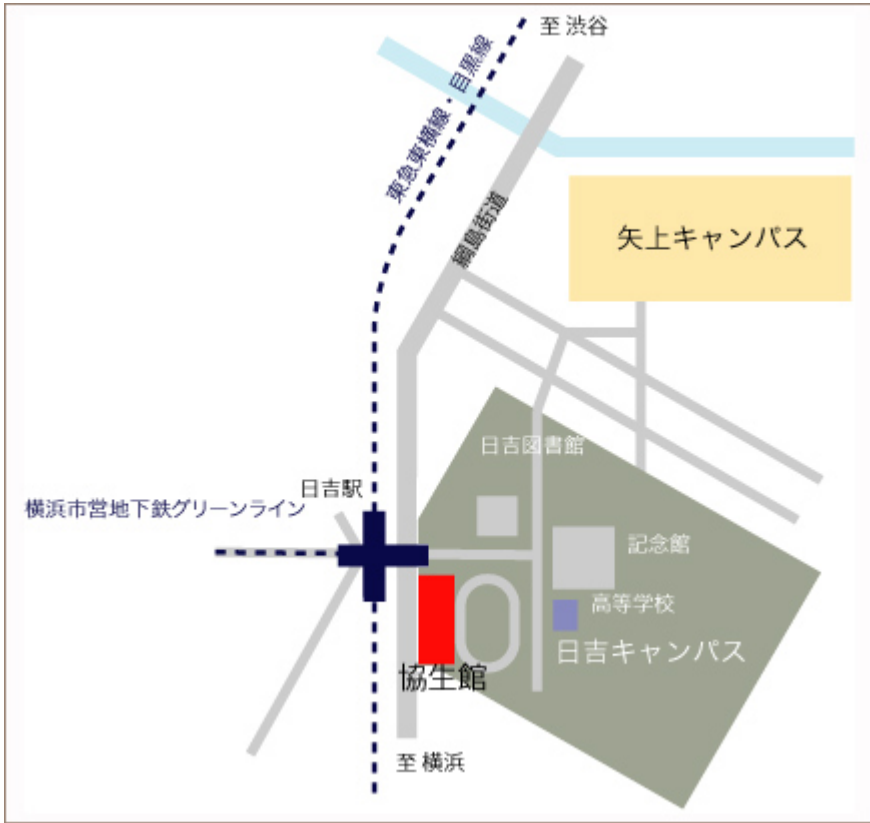 至 渋谷
東急東横線・目黒線
綱島街道
矢上キャンパス
日吉図書館
日吉駅
横浜市営地下鉄グリーンライン
記念館
高等学校
日吉キャンパス
協生館
至 横浜